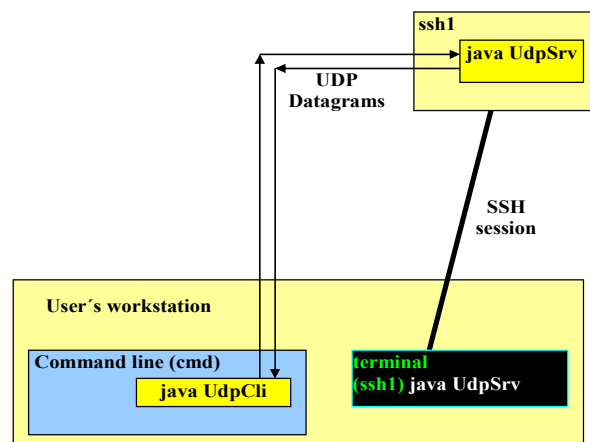 ssh1
java UdpSrv
UDP
Datagrams
SSH
session
User´s workstation
Command line (cmd)
java UdpCli
terminal
(ssh1) java UdpSrv